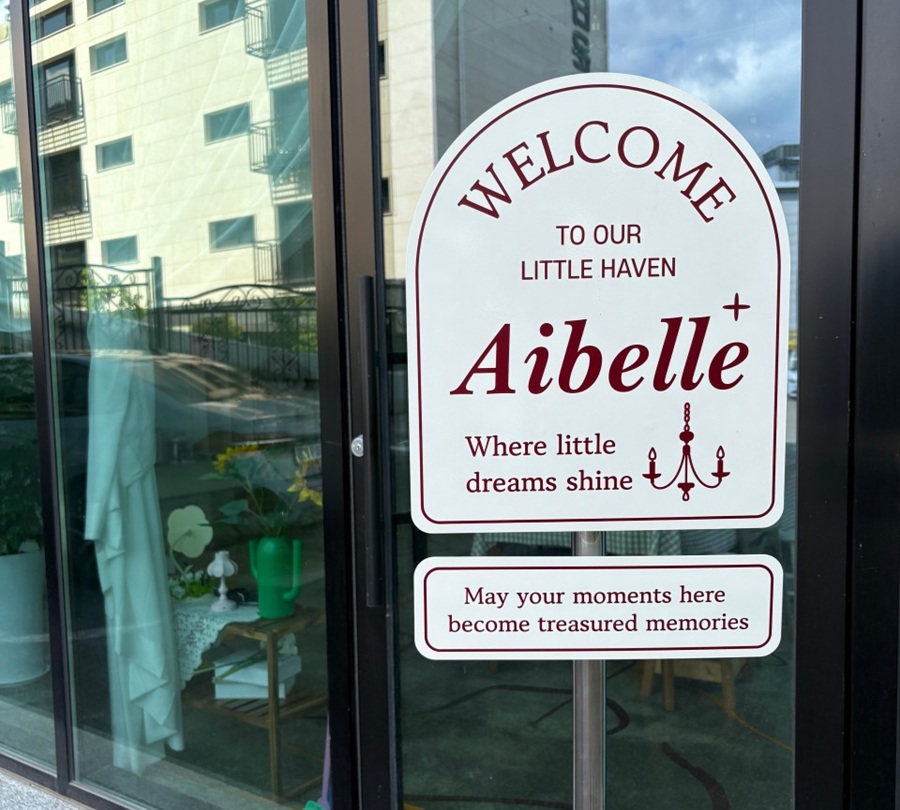 WELCOME
TO OUR
LITTLE HAVEN
Aibelle
Where little
dreams shine
May your moments here
become treasured memories